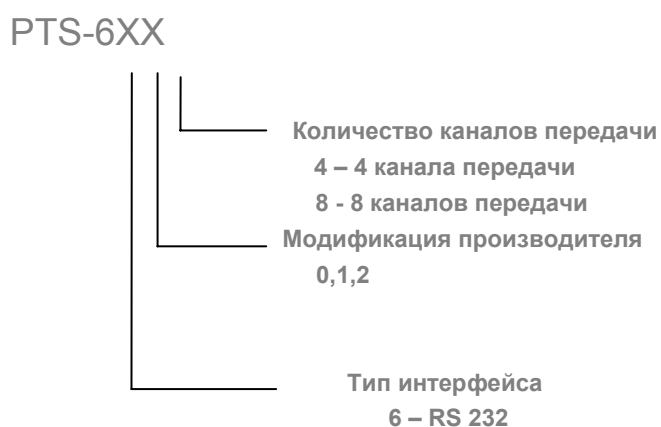 PTS-6XX
Количество каналов передачи
4 – 4 канала передачи
8 - 8 каналов передачи
Модификация производителя
0,1,2
Тип интерфейса
6 – RS 232